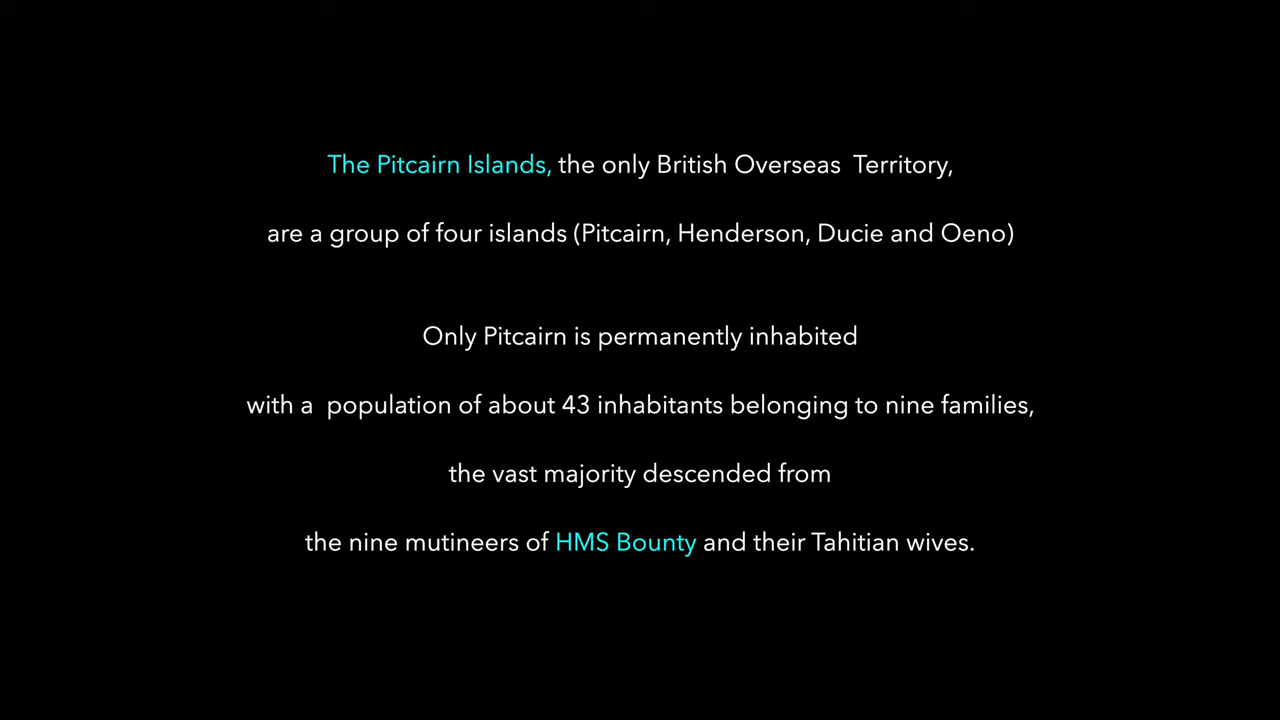 The Pitcairn Islands, the only British Overseas  Territory,
are a group of four islands (Pitcairn, Henderson, Ducie and Oeno)
Only Pitcairn is permanently inhabited
with a  population of about 43 inhabitants belonging to nine families,
the vast majority descended from
the nine mutineers of HMS Bounty and their Tahitian wives.